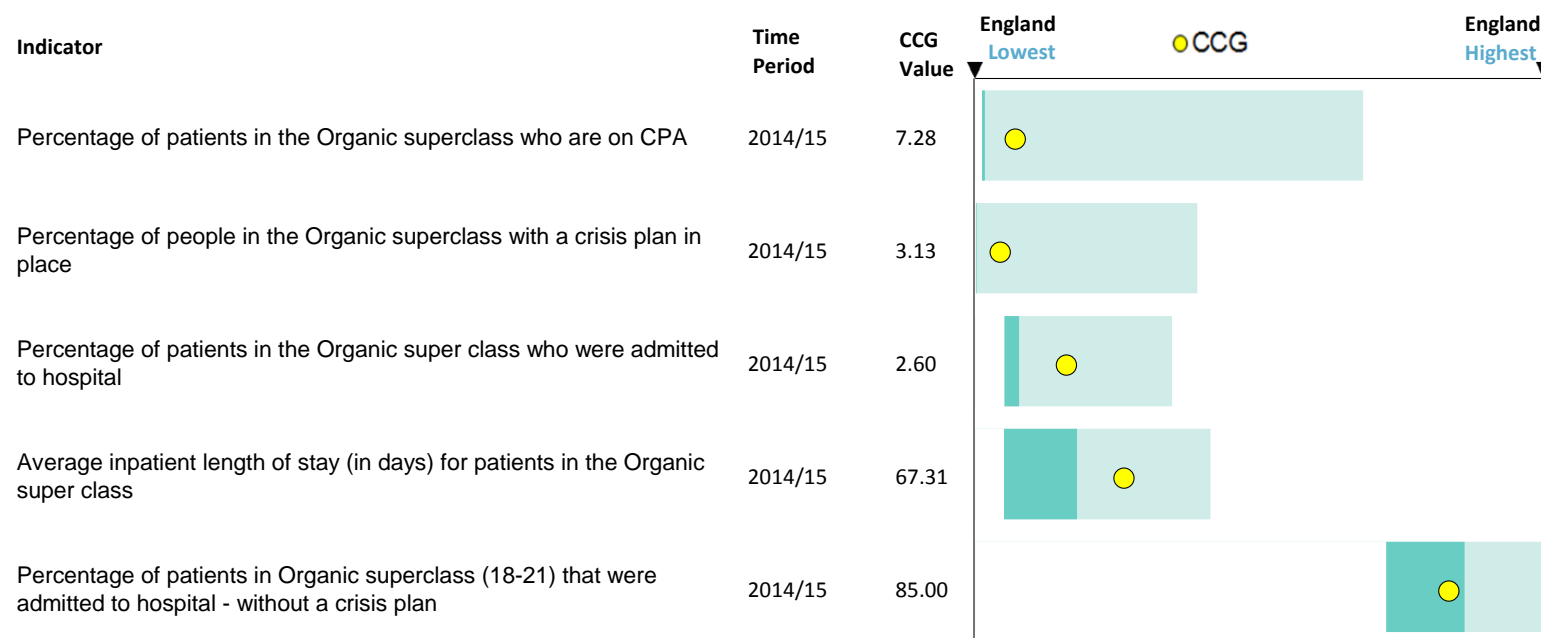 Indicator
Time
Period
CCG
Value
England
Lowest
CCG
England
Highest
Percentage of patients in the Organic superclass who are on CPA
2014/15
7.28
Percentage of people in the Organic superclass with a crisis plan in
place
2014/15
3.13
Percentage of patients in the Organic super class who were admitted
to hospital
2014/15
2.60
Average inpatient length of stay (in days) for patients in the Organic
super class
2014/15
67.31
Percentage of patients in Organic superclass (18-21) that were
admitted to hospital - without a crisis plan
2014/15
85.00